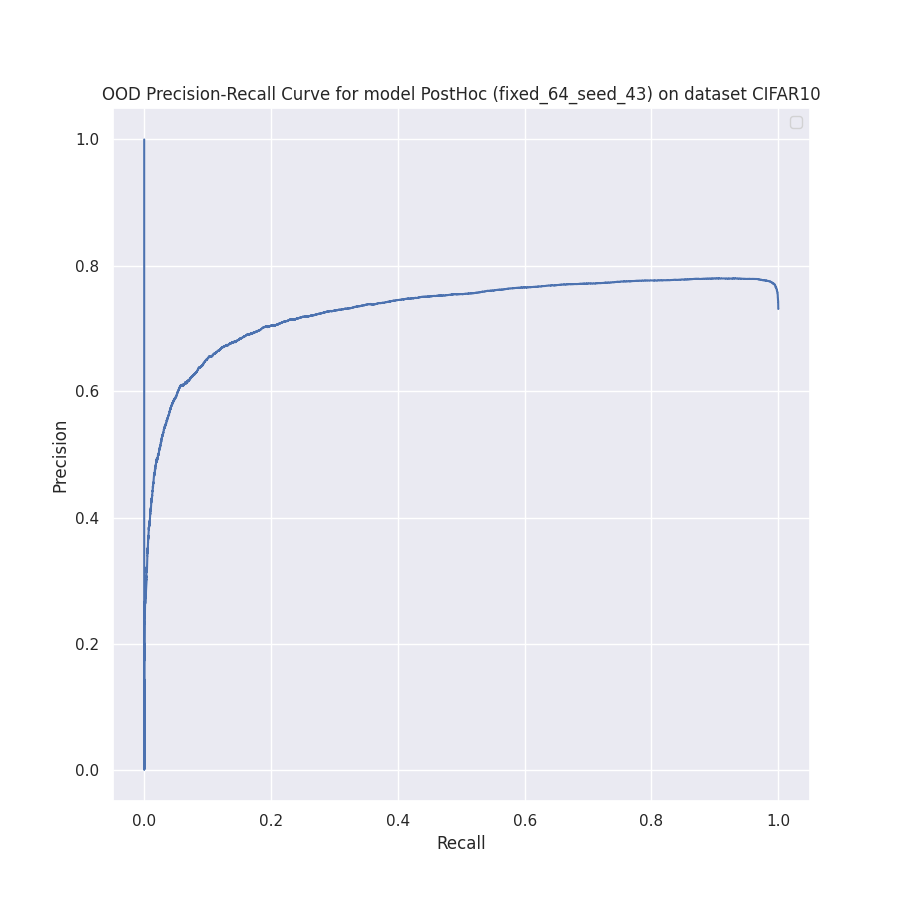 OOD Precision-Recall Curve for model PostHoc (fixed_64_seed_43) on dataset CIFAR10
1.0
0.8
0.6
0.4
0.2
0.0
Precision
0.0 0.2 0.4 0.6 0.8 1.0
Recall